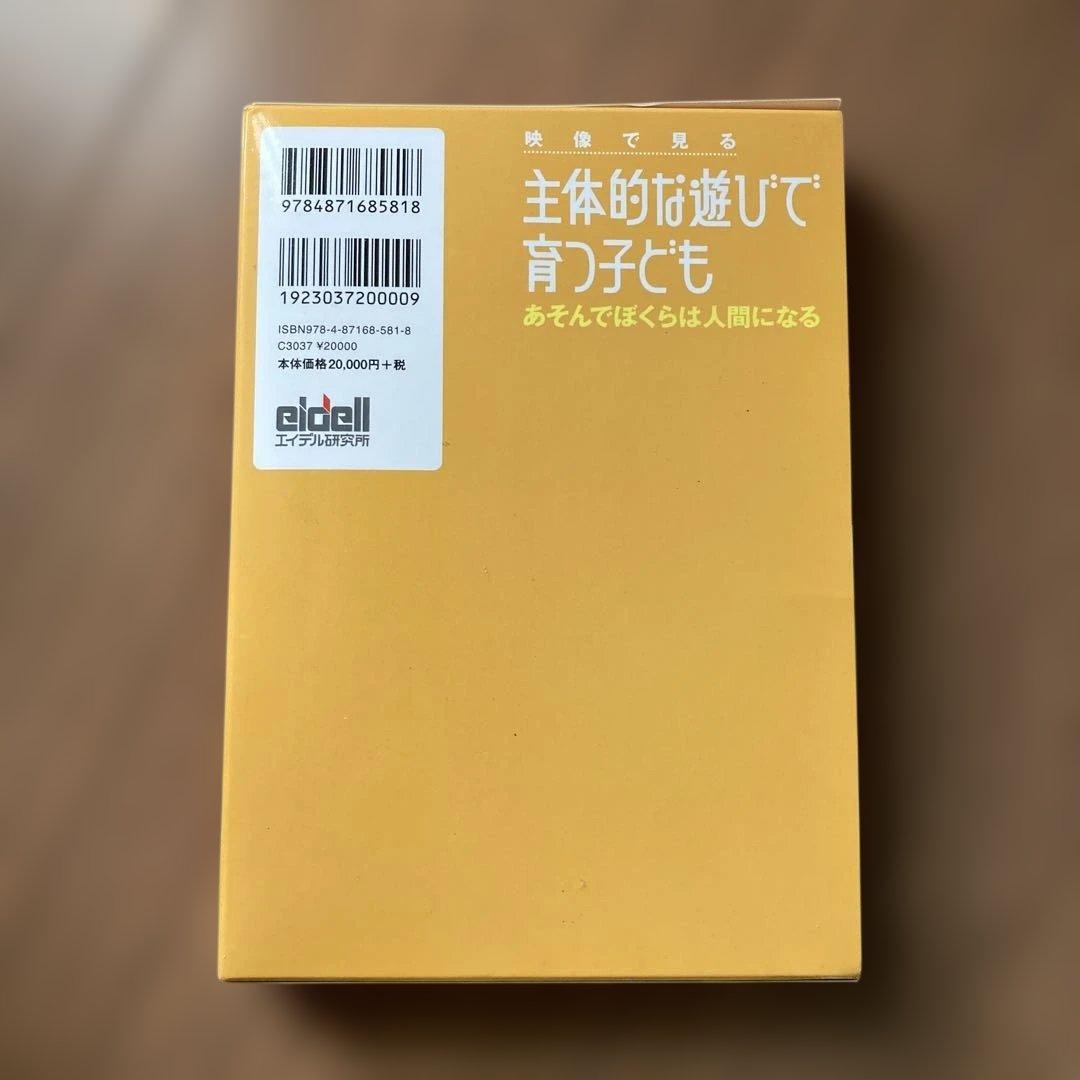 9784871685818
1923037200009
ISBN978-4-87168-581-8
C3037 ¥20000
本体価格20,000円＋税
eidell
エイデル研究所
映像で見る
主体的な遊びで
育つ子ども
あそんでぼくらは人間になる